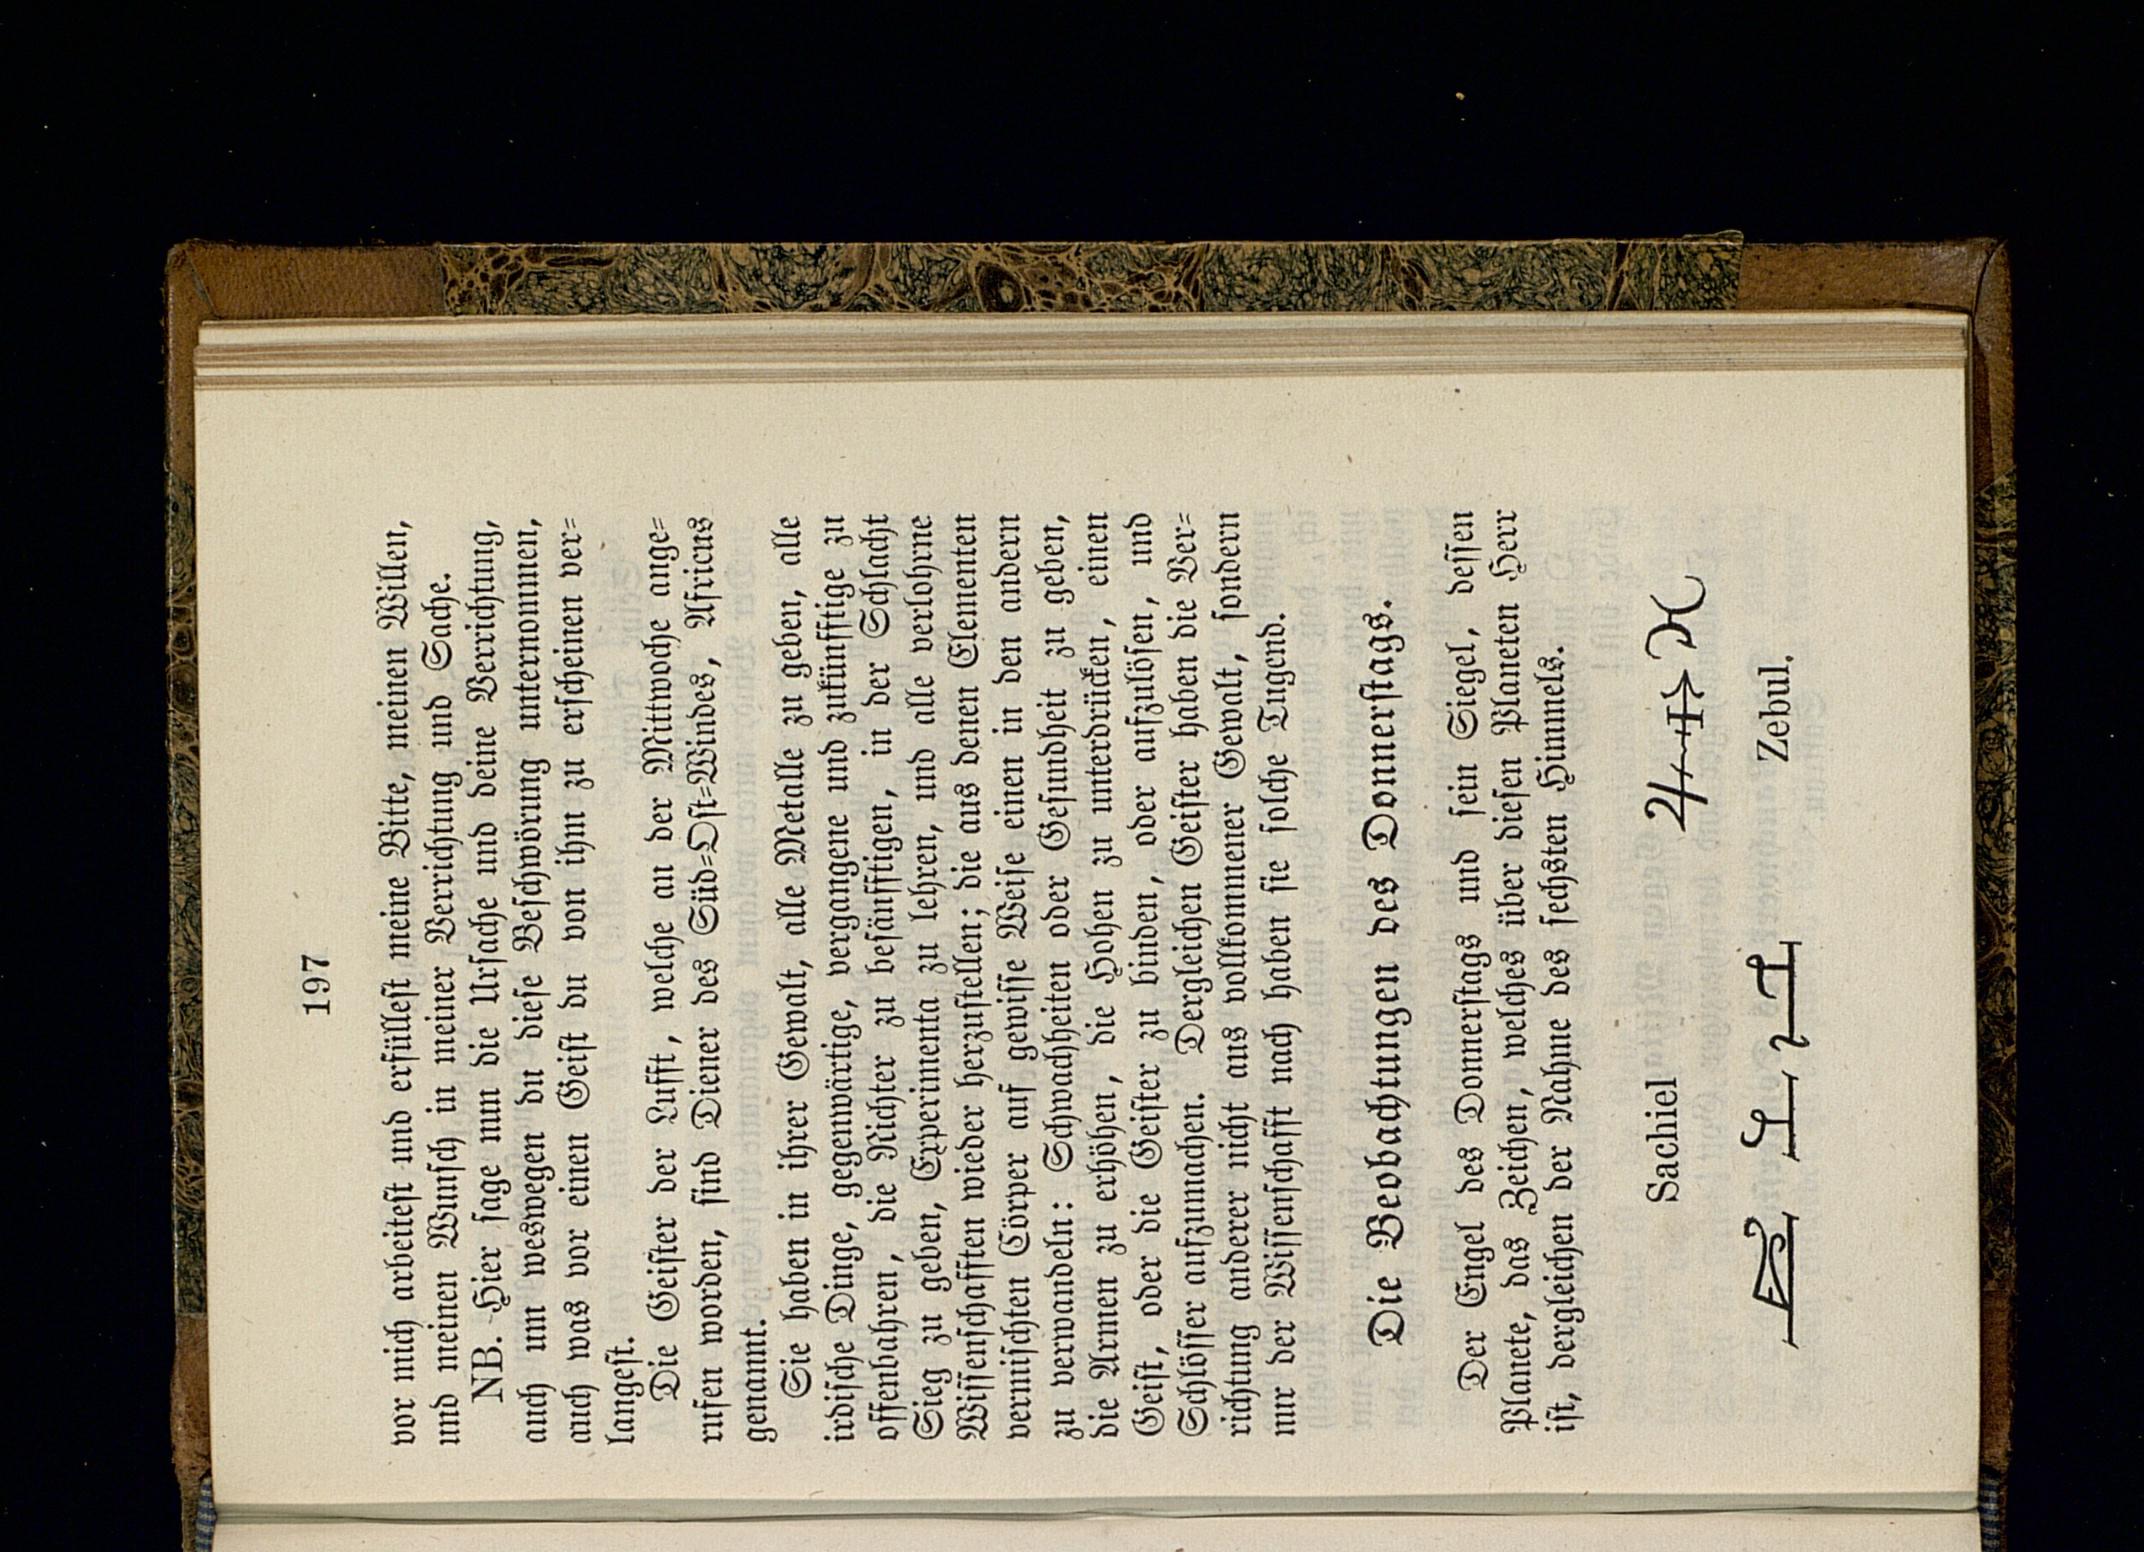 197
vor mich arbeitest und erfüllest meine Bitte, meinen Willen,
und meinen Wunsch in meiner Verrichtung und Sache.
NB. Hier sage nun die Ursache und deine Verrichtung,
auch um weswegen du diese Beschwörung unternommen,
auch was vor einen Geist du von ihm zu erscheinen ver=
langest.
Die Geister der Lufft, welche an der Mittwoche ange=
rufen worden, sind Diener des Süd=Ost=Windes, Africus
genannt.
Sie haben in ihrer Gewalt, alle Metalle zu geben, alle
irdische Dinge, gegenwärtige, vergangene und zukünfftige zu
offenbahren, die Richter zu besänfftigen, in der Schlacht
Sieg zu geben, Experimenta zu lehren, und alle verlohrne
Wissenschafften wieder herzustellen; die aus denen Elementen
vermischten Cörper auf gewisse Weise einen in den andern
zu verwandeln: Schwachheiten oder Gesundheit zu geben,
die Armen zu erhöhen, die Hohen zu unterdrücken, einen
Geist, oder die Geister zu binden, oder aufzulösen, und
Schlösser aufzumachen. Dergleichen Geister haben die Ver=
richtung anderer nicht aus vollkommener Gewalt, sondern
nur der Wissenschafft nach haben sie solche Tugend.
Die Beobachtungen des Donnerstags.
Der Engel des Donnerstags und sein Siegel, dessen
Planete, das Zeichen, welches über diesen Planeten Herr
ist, dergleichen der Nahme des sechsten Himmels.
Sachiel ♃ ♐ ♓
Zebul.